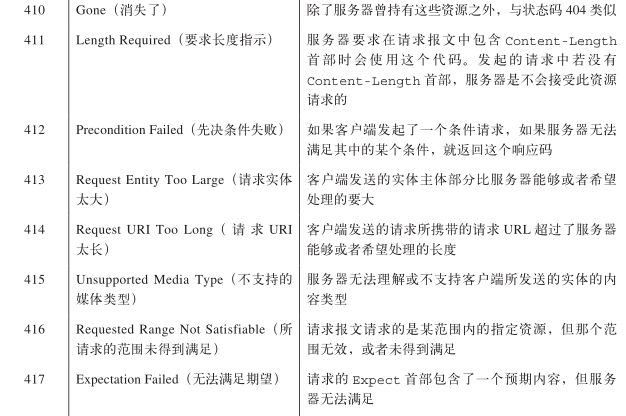 410 Gone（消失了） 除了服务器曾持有这些资源之外，与状态码 404 类似
411 Length Required（要求长度指示） 服务器要求在请求报文中包含 Content-Length
首部时会使用这个代码。发起的请求中若没有
Content-Length 首部，服务器是不会接受此资源
请求的
412 Precondition Failed（先决条件失败） 如果客户端发起了一个条件请求，如果服务器无法
满足其中的某个条件，就返回这个响应码
413 Request Entity Too Large（请求实体 客户端发送的实体主体部分比服务器能够或者希望
太大） 处理的要大
414 Request URI Too Long（ 请 求 URI 客户端发送的请求所携带的请求 URL 超过了服务器
太长） 能够或者希望处理的长度
415 Unsupported Media Type（不支持的 服务器无法理解或不支持客户端所发送的实体的内
媒体类型） 容类型
416 Requested Range Not Satisfiable（所 请求报文请求的是某范围内的指定资源，但那个范
请求的范围未得到满足） 围无效，或者未得到满足
417 Expectation Failed（无法满足期望） 请求的 Expect 首部包含了一个预期内容，但服务
器无法满足